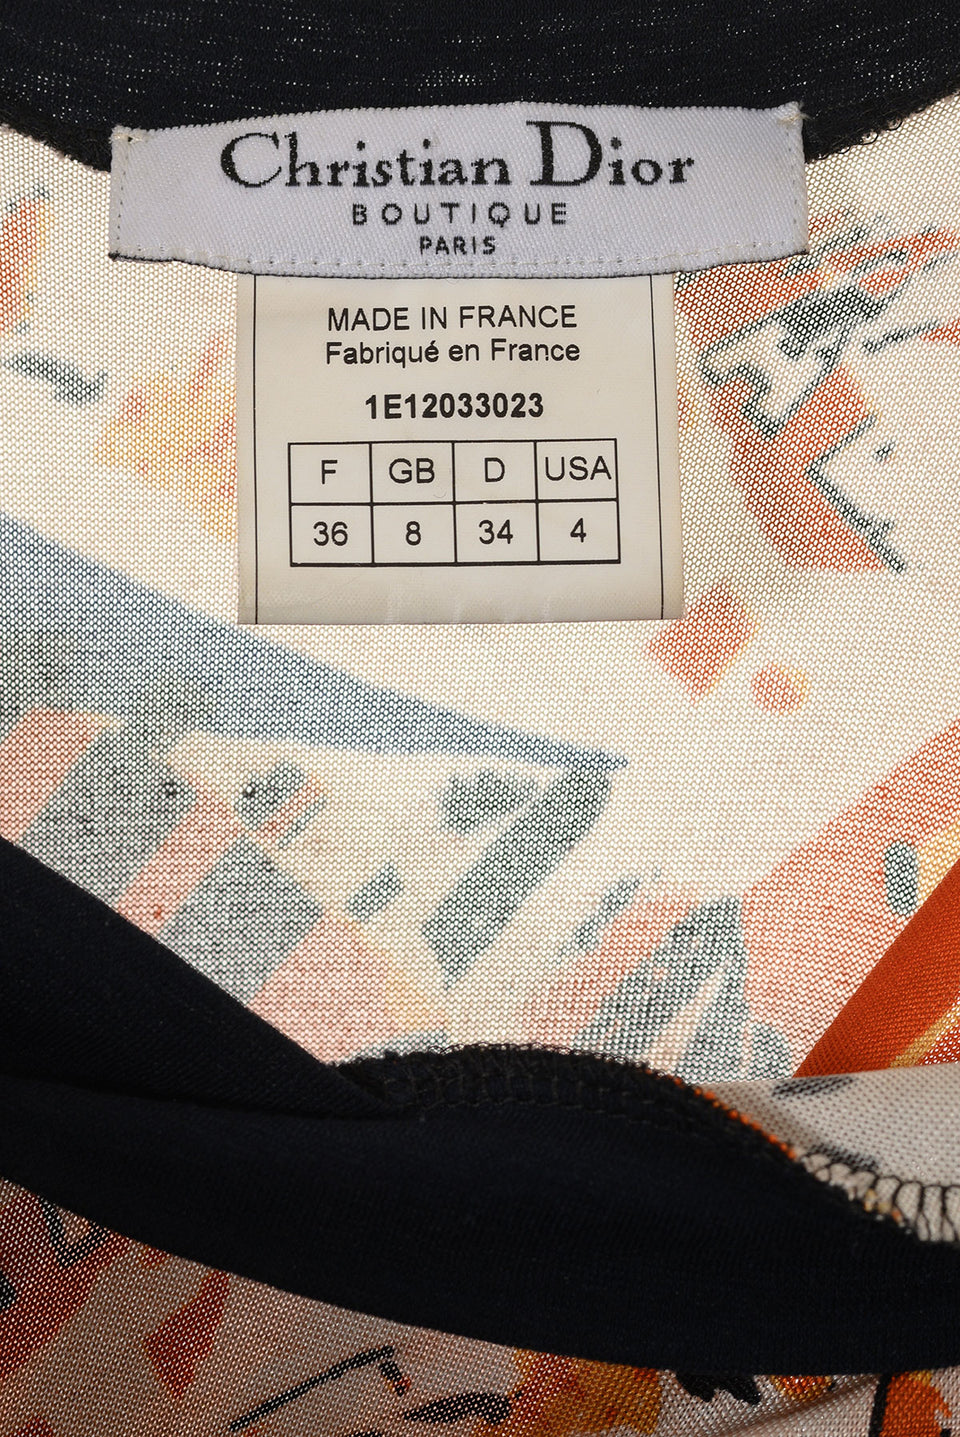 Christian Dior
BOUTIQUE
PARIS
MADE IN FRANCE
Fabriqué en France
1E12033023
F GB D USA
36 8 34 4